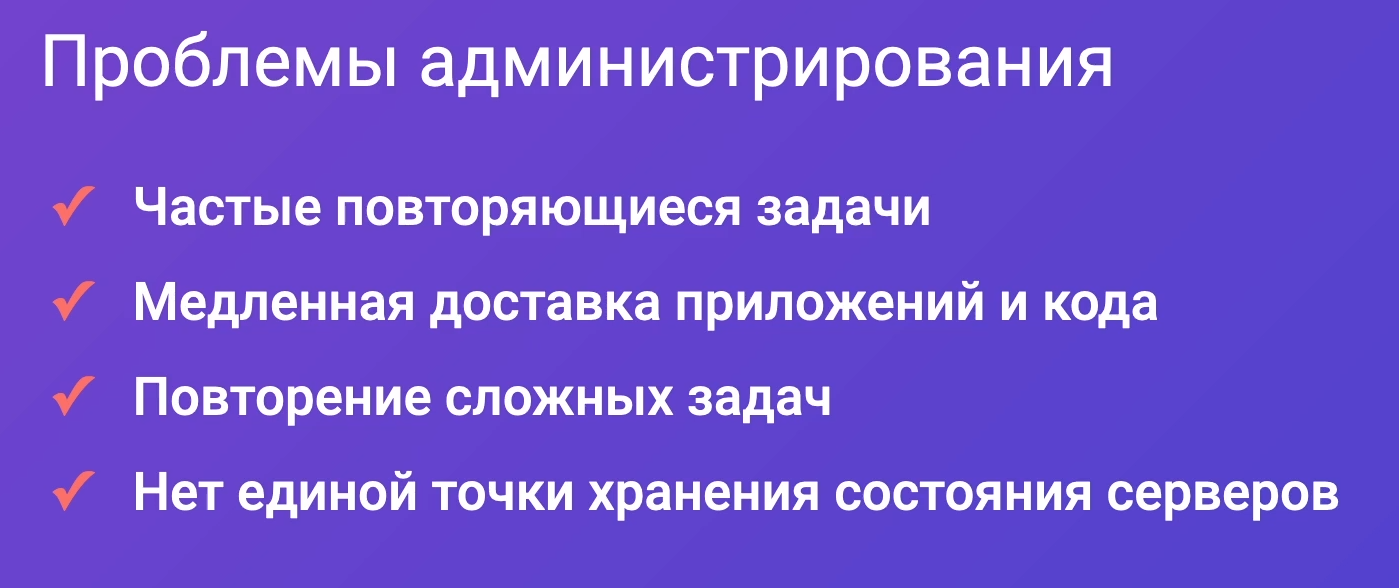 Проблемы администрирования
Частые повторяющиеся задачи
Медленная доставка приложений и кода
Повторение сложных задач
Нет единой точки хранения состояния серверов